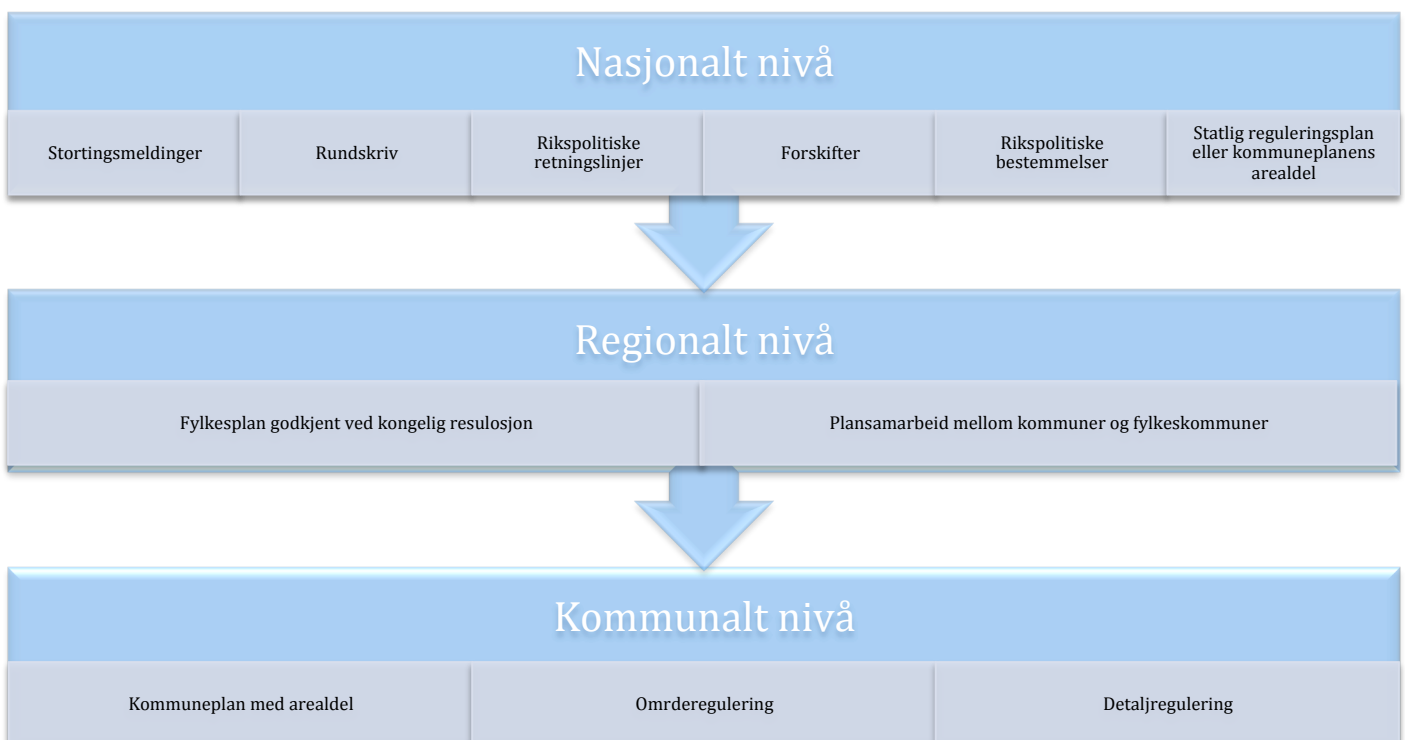 Nasjonalt nivå
Stortingsmeldinger
Rundskriv
Rikspolitiske
retningslinjer
Forskifter
Rikspolitiske
bestemmelser
Statlig reguleringsplan
eller kommuneplanens
arealdel
Regionalt nivå
Fylkesplan godkjent ved kongelig resulosjon
Plansamarbeid mellom kommuner og fylkeskommuner
Kommunalt nivå
Kommuneplan med arealdel
Omrderegulering
Detaljregulering